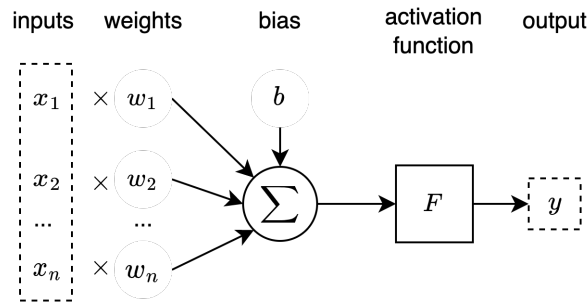 inputs weights bias activation function output
x₁ × w₁ b
x₂ × w₂ Σ F y
... ...
xₙ × wₙ